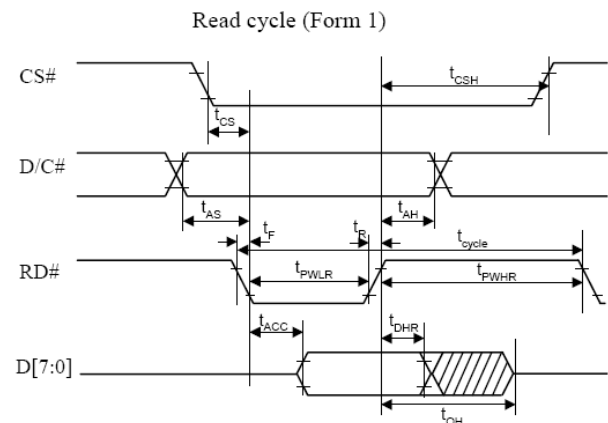 Read cycle (Form 1)
CS#
tCSH
tCS
D/C#
tAS
tF
tR
tAH
tcycle
RD#
tPWLR
tPWHR
tACC
tDHR
D[7:0]
tOH